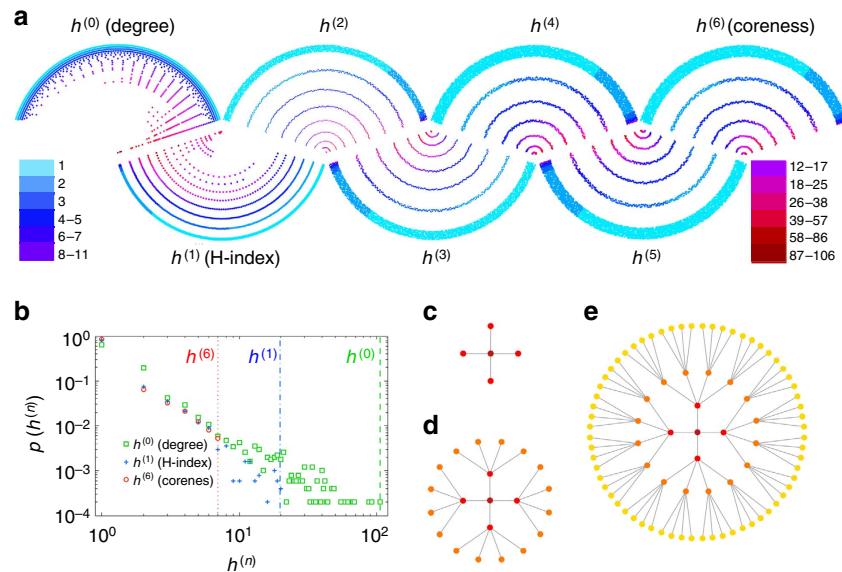 a
h(0) (degree)
h(2)
h(4)
h(6) (coreness)
1
2
3
4–5
6–7
8–11
12–17
18–25
26–38
39–57
58–86
87–106
h(1) (H-index)
h(3)
h(5)
b
10^0
10^–1
10^–2
10^–3
10^–4
p (h(n))
h(6)
h(1)
h(0)
h(0) (degree)
h(1) (H-index)
h(6) (corenes)
10^0
10^1
10^2
h(n)
c
d
e